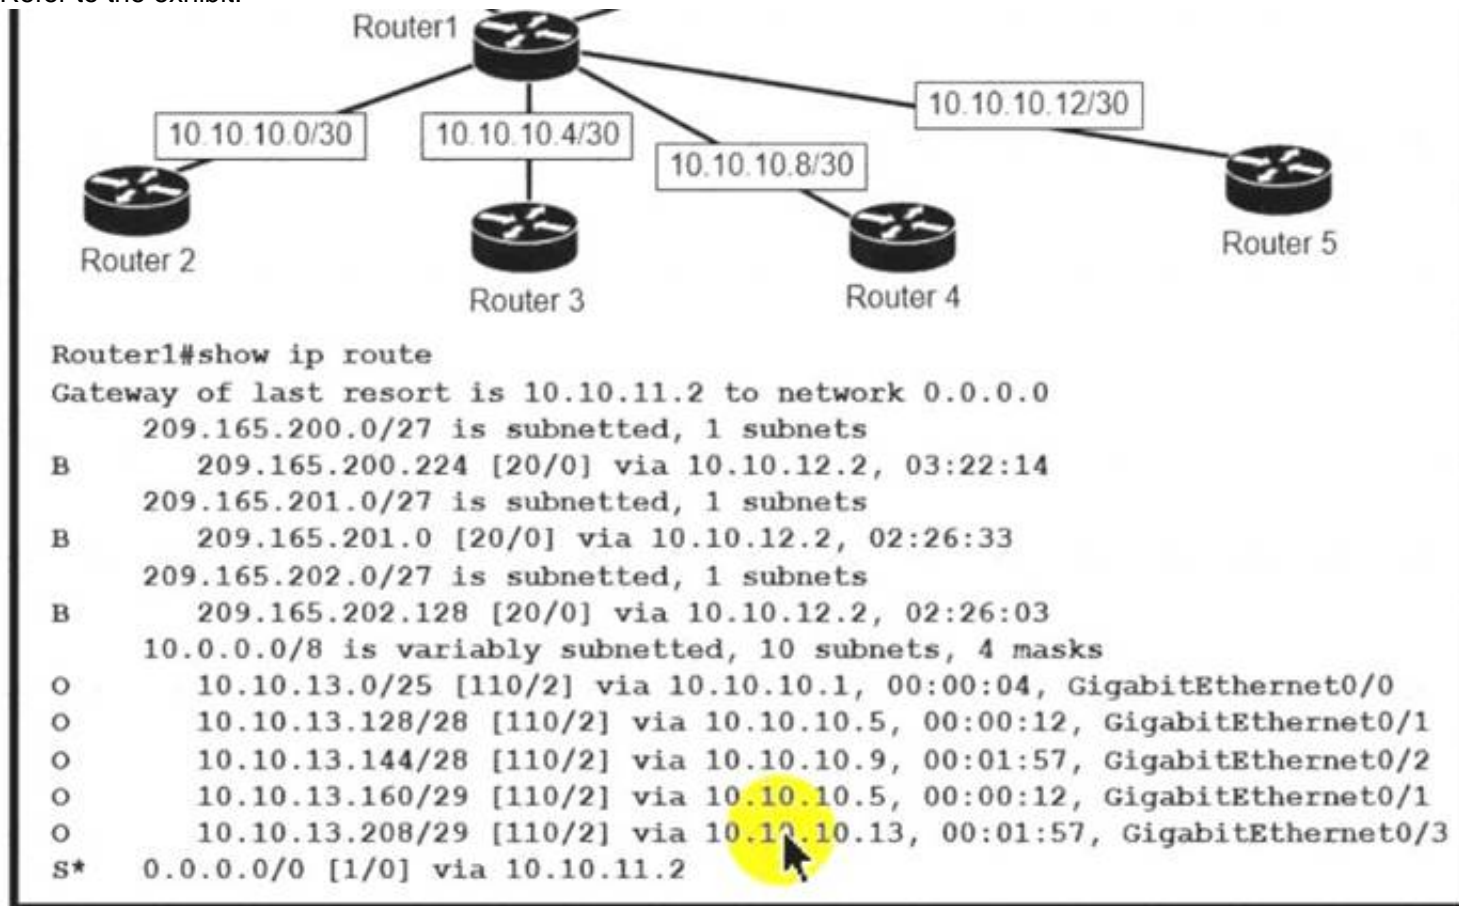 Refer to the exhibit.
Router1
10.10.10.12/30
10.10.10.0/30
10.10.10.4/30
10.10.10.8/30
Router 2
Router 3
Router 4
Router 5
Router1#show ip route
Gateway of last resort is 10.10.11.2 to network 0.0.0.0
209.165.200.0/27 is subnetted, 1 subnets
B 209.165.200.224 [20/0] via 10.10.12.2, 03:22:14
209.165.201.0/27 is subnetted, 1 subnets
B 209.165.201.0 [20/0] via 10.10.12.2, 02:26:33
209.165.202.0/27 is subnetted, 1 subnets
B 209.165.202.128 [20/0] via 10.10.12.2, 02:26:03
10.0.0.0/8 is variably subnetted, 10 subnets, 4 masks
O 10.10.13.0/25 [110/2] via 10.10.10.1, 00:00:04, GigabitEthernet0/0
O 10.10.13.128/28 [110/2] via 10.10.10.5, 00:00:12, GigabitEthernet0/1
O 10.10.13.144/28 [110/2] via 10.10.10.9, 00:01:57, GigabitEthernet0/2
O 10.10.13.160/29 [110/2] via 10.10.10.5, 00:00:12, GigabitEthernet0/1
O 10.10.13.208/29 [110/2] via 10.10.10.13, 00:01:57, GigabitEthernet0/3
S* 0.0.0.0/0 [1/0] via 10.10.11.2